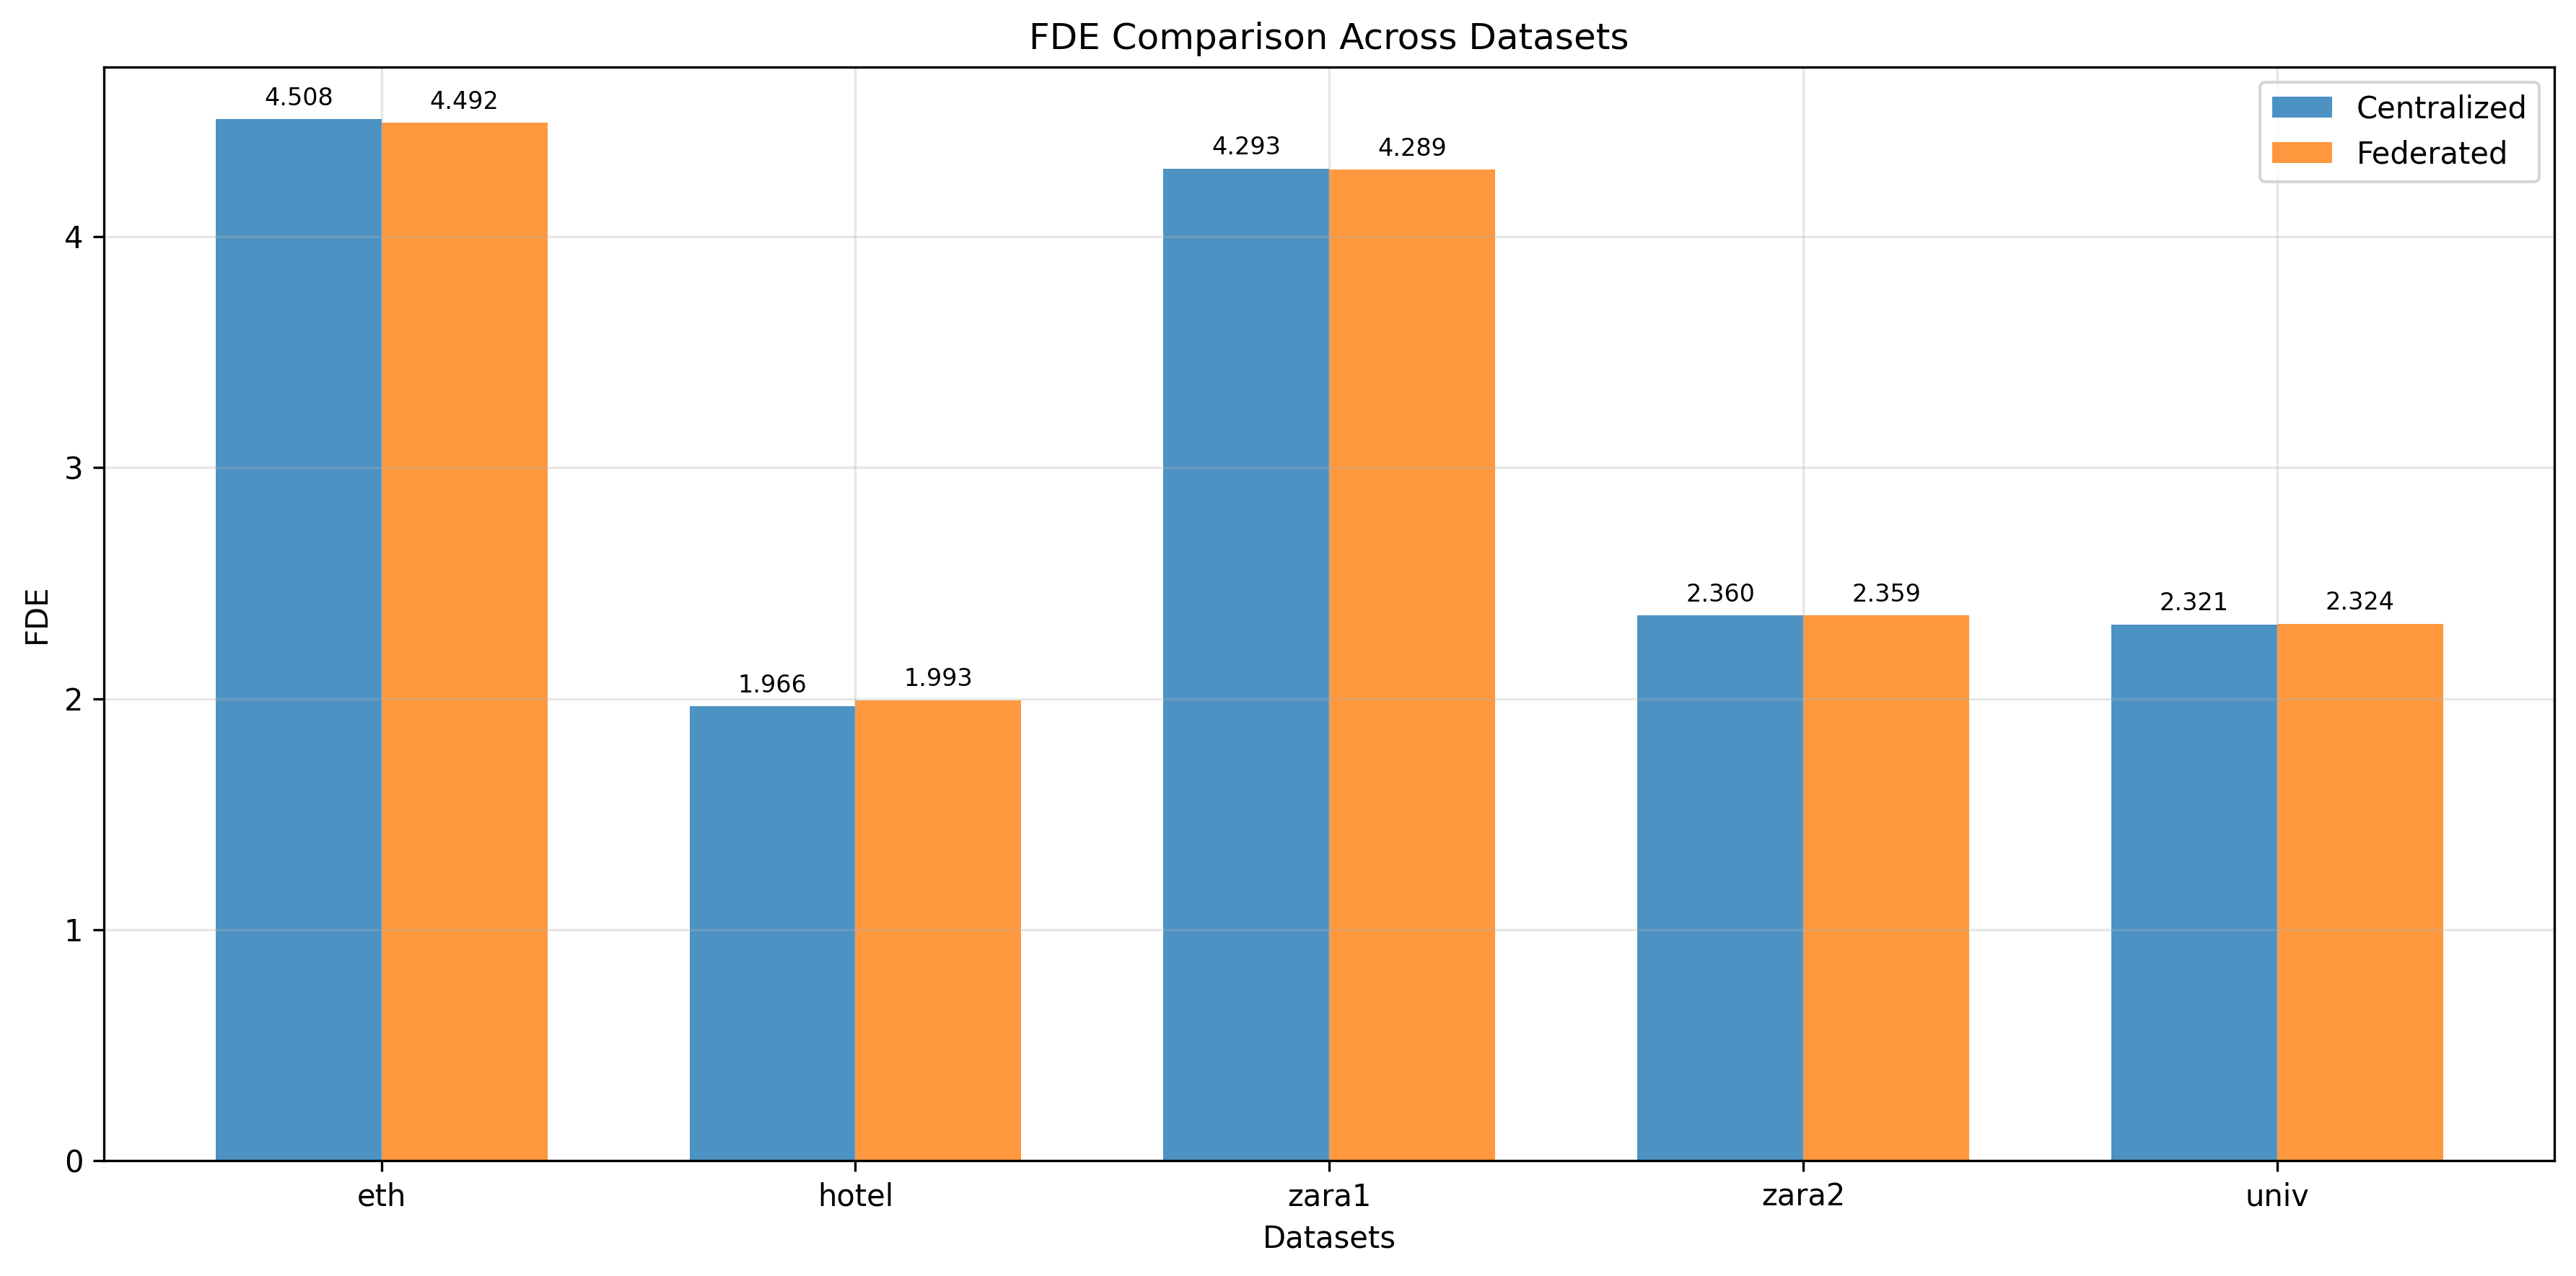 FDE Comparison Across Datasets
Centralized
Federated
4.508
4.492
1.966
1.993
4.293
4.289
2.360
2.359
2.321
2.324
4
3
2
1
0
FDE
eth
hotel
zara1
zara2
univ
Datasets